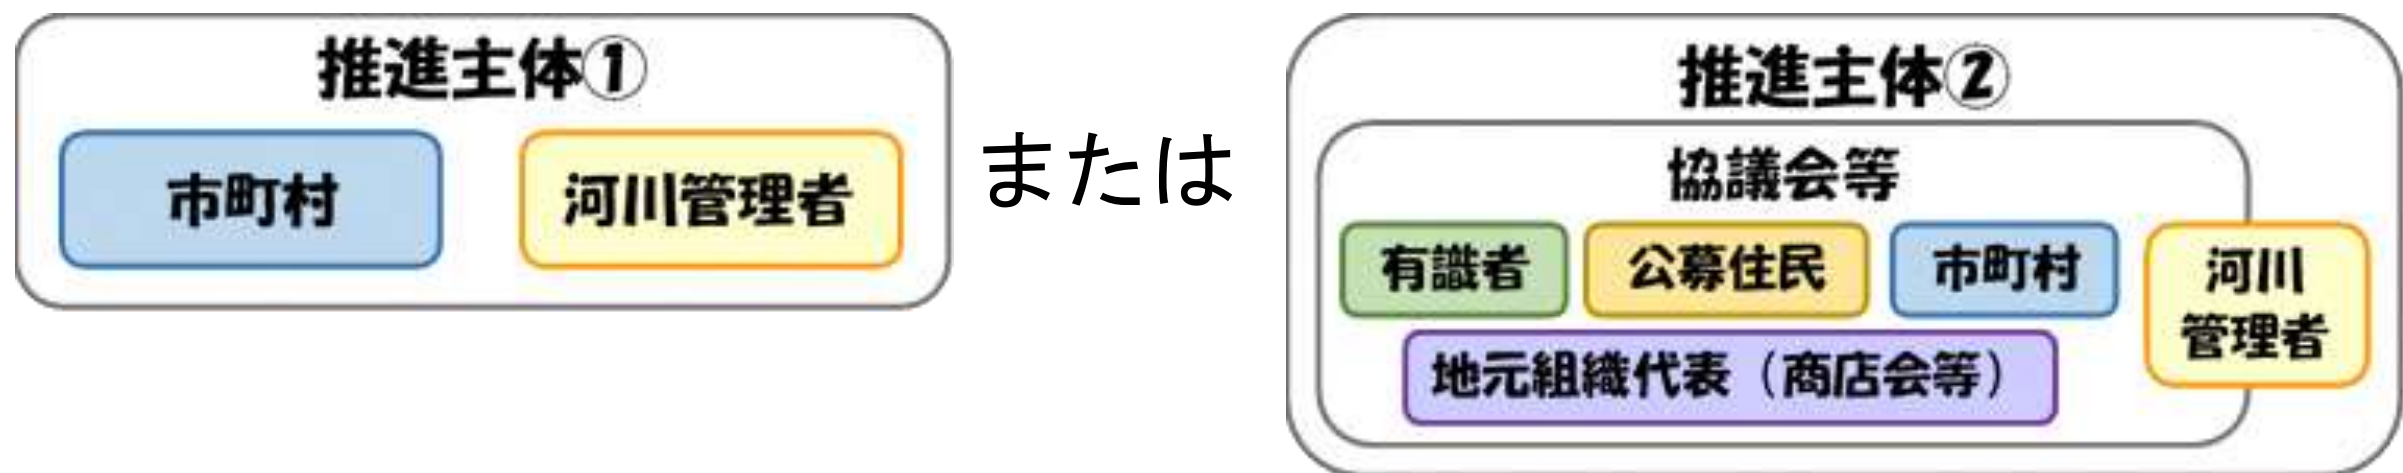 推進主体①
市町村
河川管理者
または
推進主体②
協議会等
有識者
公募住民
市町村
河川
管理者
地元組織代表（商店会等）